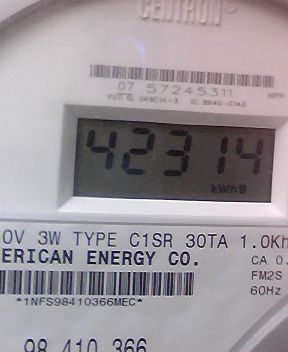 CENTRON®
07 57245311
HPP
42314
kWh
0V 3W TYPE C1SR 30TA 1.0Kh
ERICAN ENERGY CO.
CA 0.
FM2S
60Hz
*1NFS98410366MEC*
98 410 366